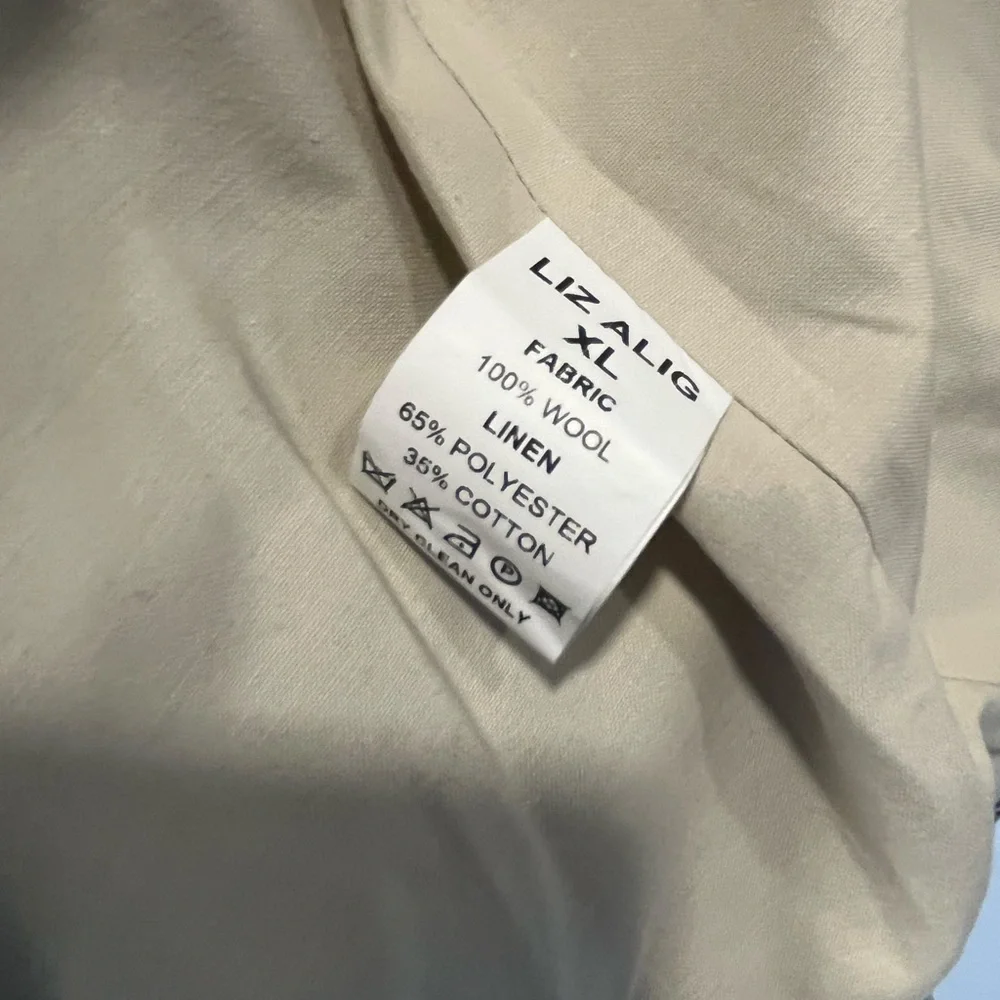 LIZ ALIG
XL
FABRIC
100% WOOL
LINEN
65% POLYESTER
35% COTTON
P
DRY CLEAN ONLY